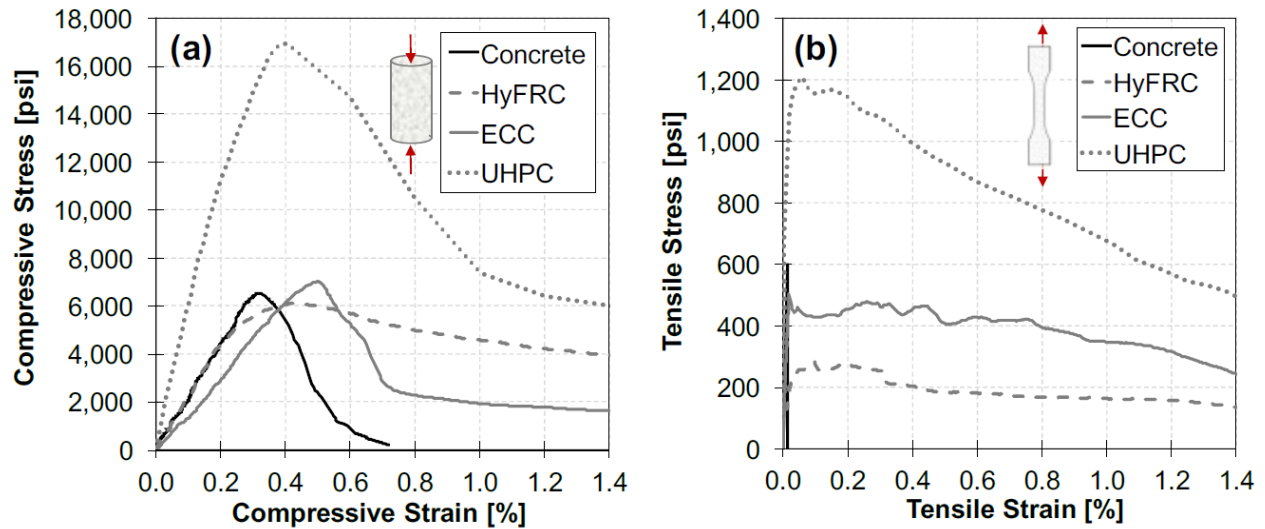 (a)
Concrete
HyFRC
ECC
UHPC
18,000
16,000
14,000
12,000
10,000
8,000
6,000
4,000
2,000
0
Compressive Stress [psi]
0.0 0.2 0.4 0.6 0.8 1.0 1.2 1.4
Compressive Strain [%]
(b)
Concrete
HyFRC
ECC
UHPC
1,400
1,200
1,000
800
600
400
200
0
Tensile Stress [psi]
0.0 0.2 0.4 0.6 0.8 1.0 1.2 1.4
Tensile Strain [%]